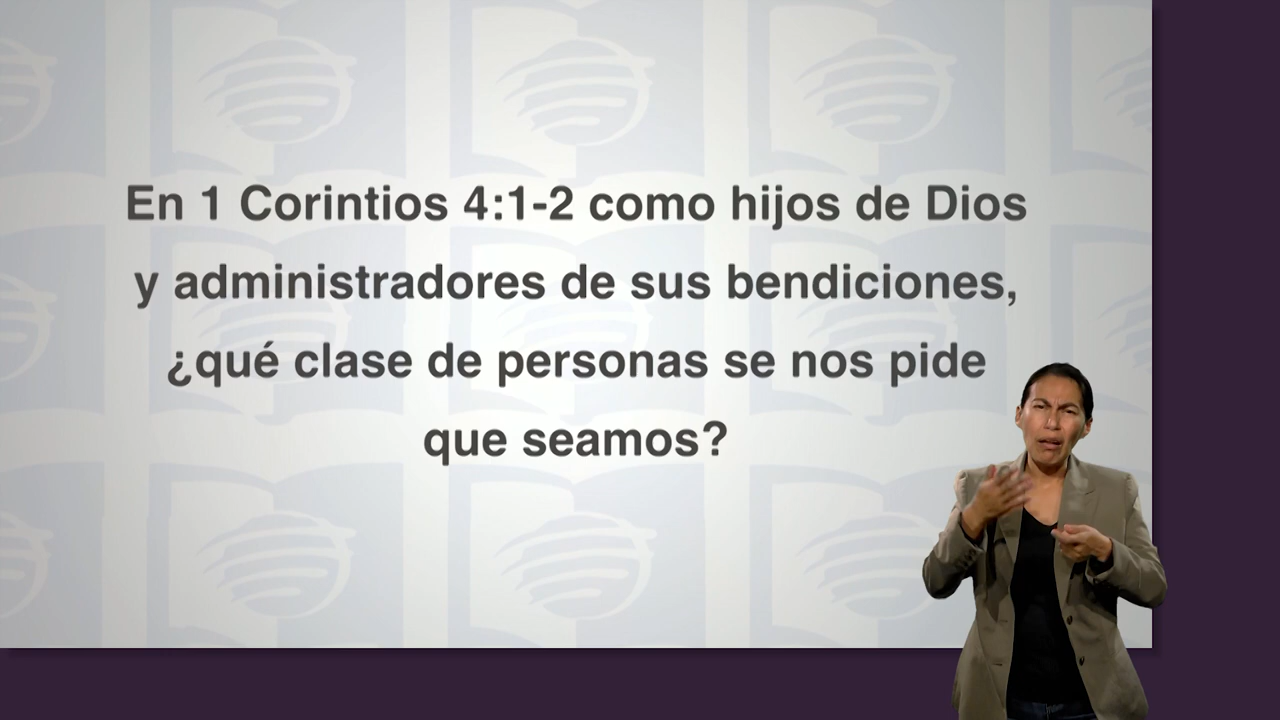 En 1 Corintios 4:1-2 como hijos de Dios
y administradores de sus bendiciones,
¿qué clase de personas se nos pide
que seamos?